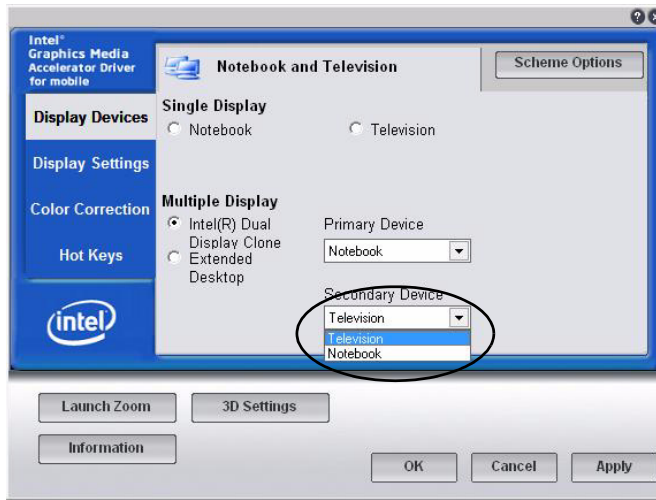 Intel®
Graphics Media
Accelerator Driver
for mobile
Notebook and Television
Scheme Options
Display Devices
Display Settings
Color Correction
Hot Keys
intel
Single Display
Notebook
Television
Multiple Display
Intel(R) Dual
Display Clone
Extended
Desktop
Primary Device
Notebook
Secondary Device
Television
Television
Notebook
Launch Zoom
3D Settings
Information
OK
Cancel
Apply